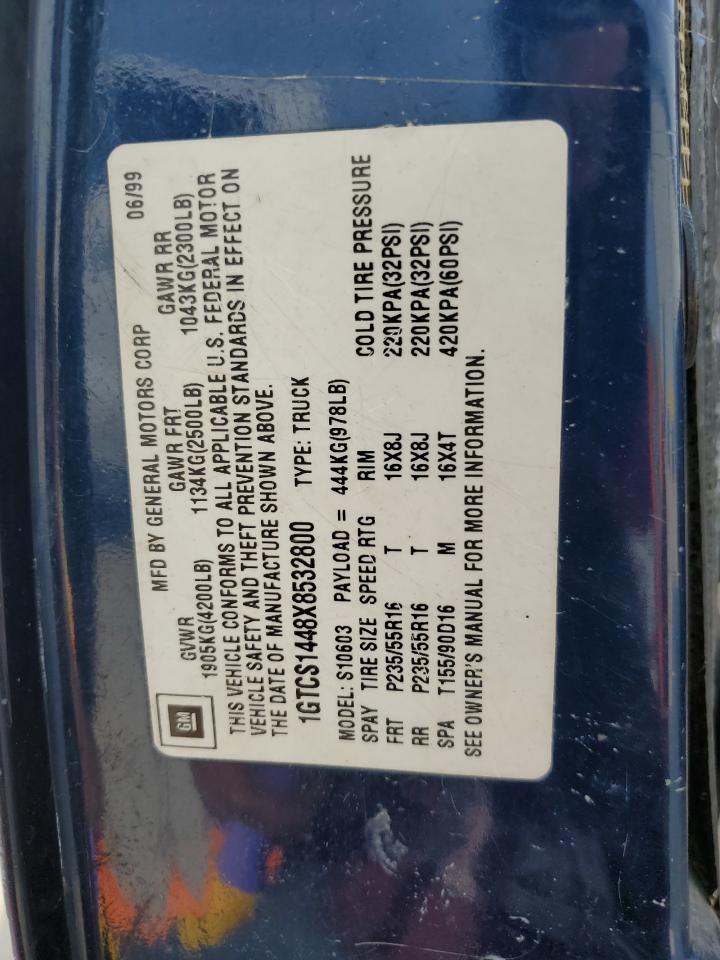 MFD BY GENERAL MOTORS CORP 06/99
GM
GVWR GAWR FRT GAWR RR
1905KG(4200LB) 1134KG(2500LB) 1043KG(2300LB)
THIS VEHICLE CONFORMS TO ALL APPLICABLE U.S. FEDERAL MOTOR
VEHICLE SAFETY AND THEFT PREVENTION STANDARDS IN EFFECT ON
THE DATE OF MANUFACTURE SHOWN ABOVE.
1GTCS1448X8532800 TYPE: TRUCK
MODEL: S10603 PAYLOAD = 444KG(978LB)
SPAY TIRE SIZE SPEED RTG RIM COLD TIRE PRESSURE
FRT P235/55R16 T 16X8J 220KPA(32PSI)
RR P235/55R16 T 16X8J 220KPA(32PSI)
SPA T155/90D16 M 16X4T 420KPA(60PSI)
SEE OWNER'S MANUAL FOR MORE INFORMATION.